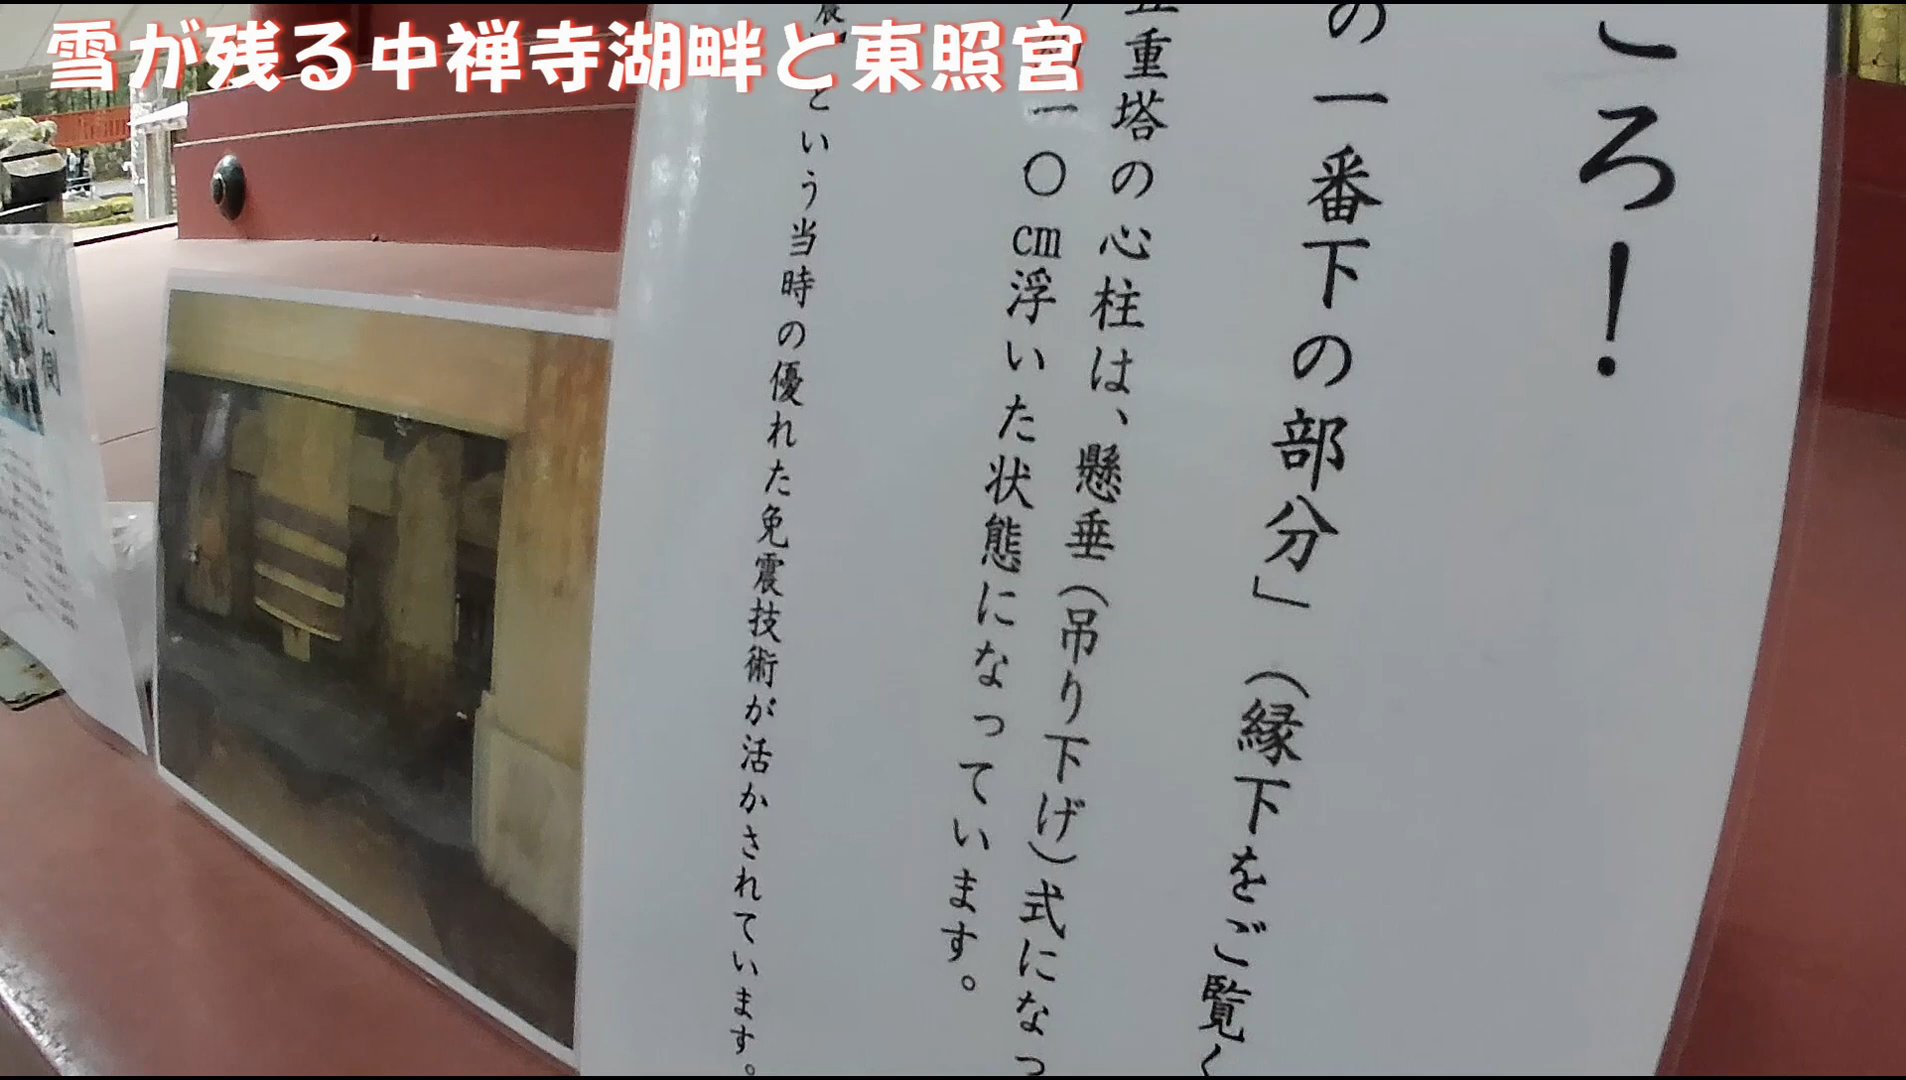 雪が残る中禅寺湖畔と東照宮
ころ!
の一番下の部分」(縁下をご覧く
五重塔の心柱は、懸垂(吊り下げ)式になっ
一〇cm浮いた状態になっています。
という当時の優れた免震技術が活かされています。
北側